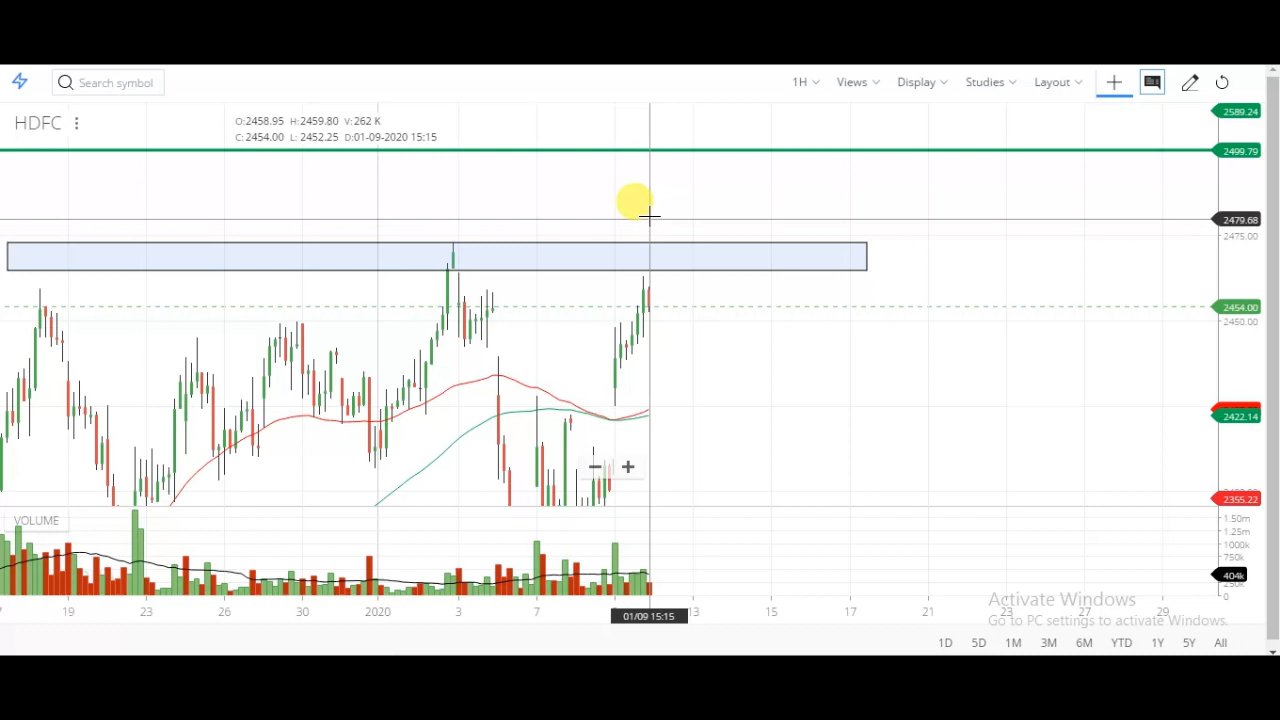 Search symbol
1H Views Display Studies Layout
HDFC
O:2458.95 H:2459.80 V:262 K
C:2454.00 L: 2452.25 D:01-09-2020 15:15
2589.24
2499.79
2479.68
2475.00
2454.00
2450.00
2422.14
2355.22
VOLUME
1.50m
1.25m
1000k
750k
404k
0
19 23 26 30 2020 3 7 13 15 17 21 23 27 29
01/09 15:15
Activate Windows
Go to PC settings to activate Windows.
1D 5D 1M 3M 6M YTD 1Y 5Y All